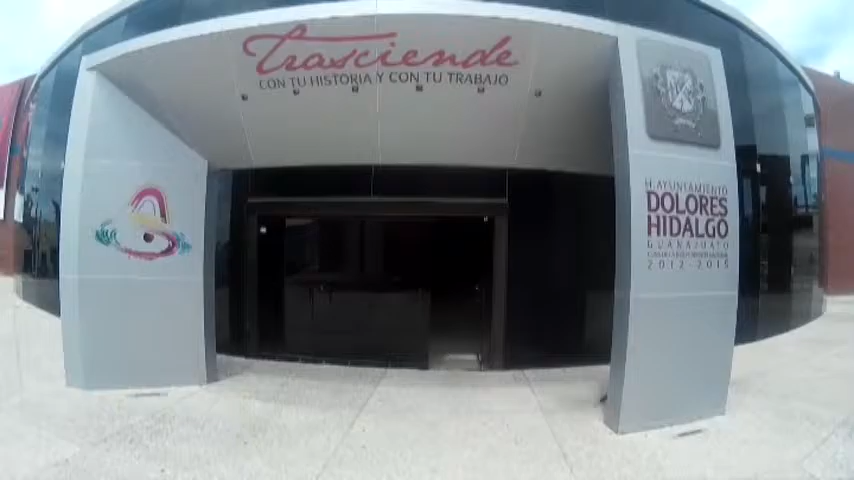 Trasciende
CON TU HISTORIA Y CON TU TRABAJO
H. AYUNTAMIENTO
DOLORES
HIDALGO
GUANAJUATO
2012-2015